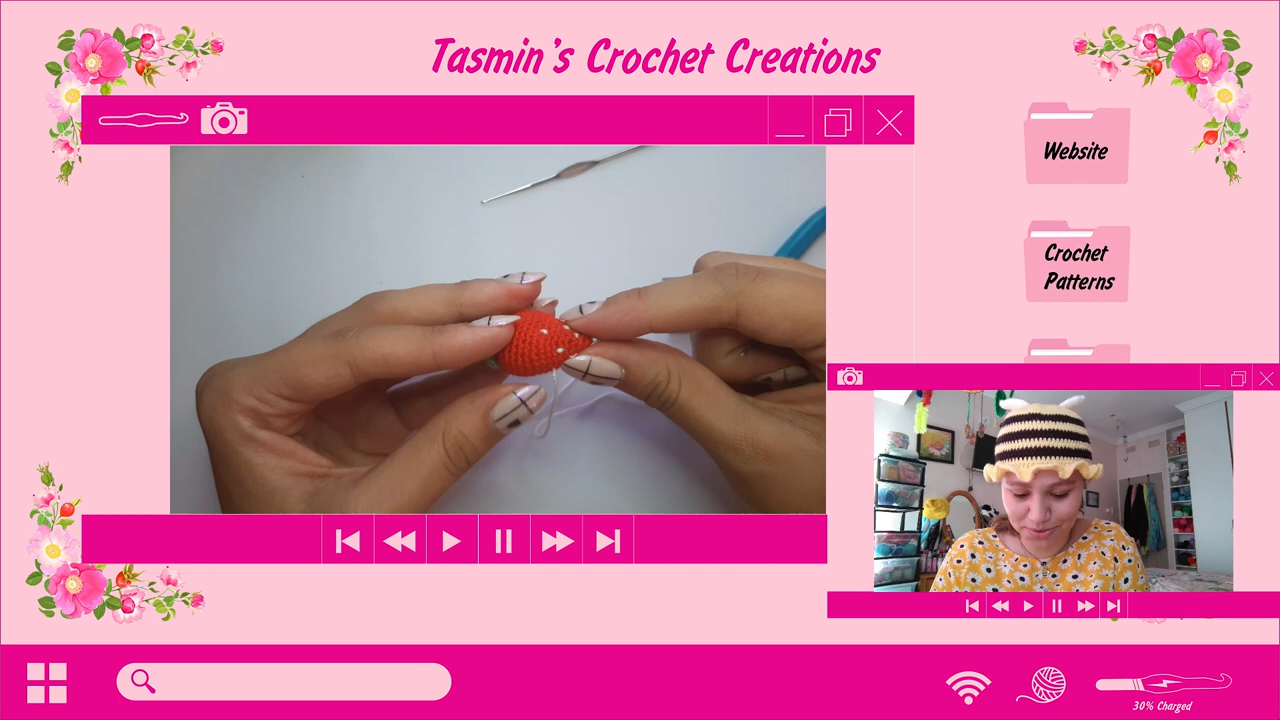 Tasmin's Crochet Creations
Website
Crochet
Patterns
30% Charged